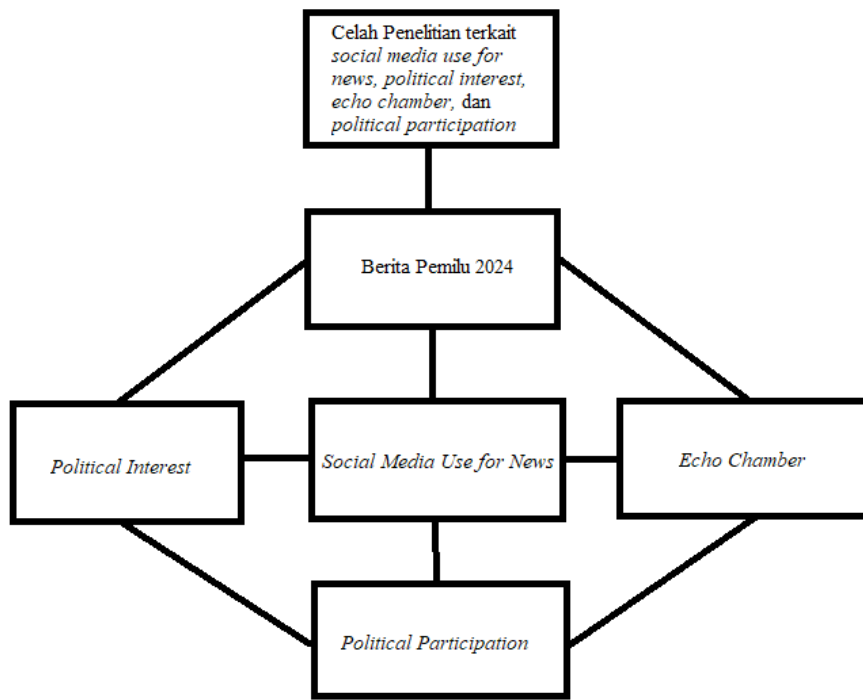 Celah Penelitian terkait
social media use for
news, political interest,
echo chamber, dan
political participation
Berita Pemilu 2024
Political Interest
Social Media Use for News
Echo Chamber
Political Participation